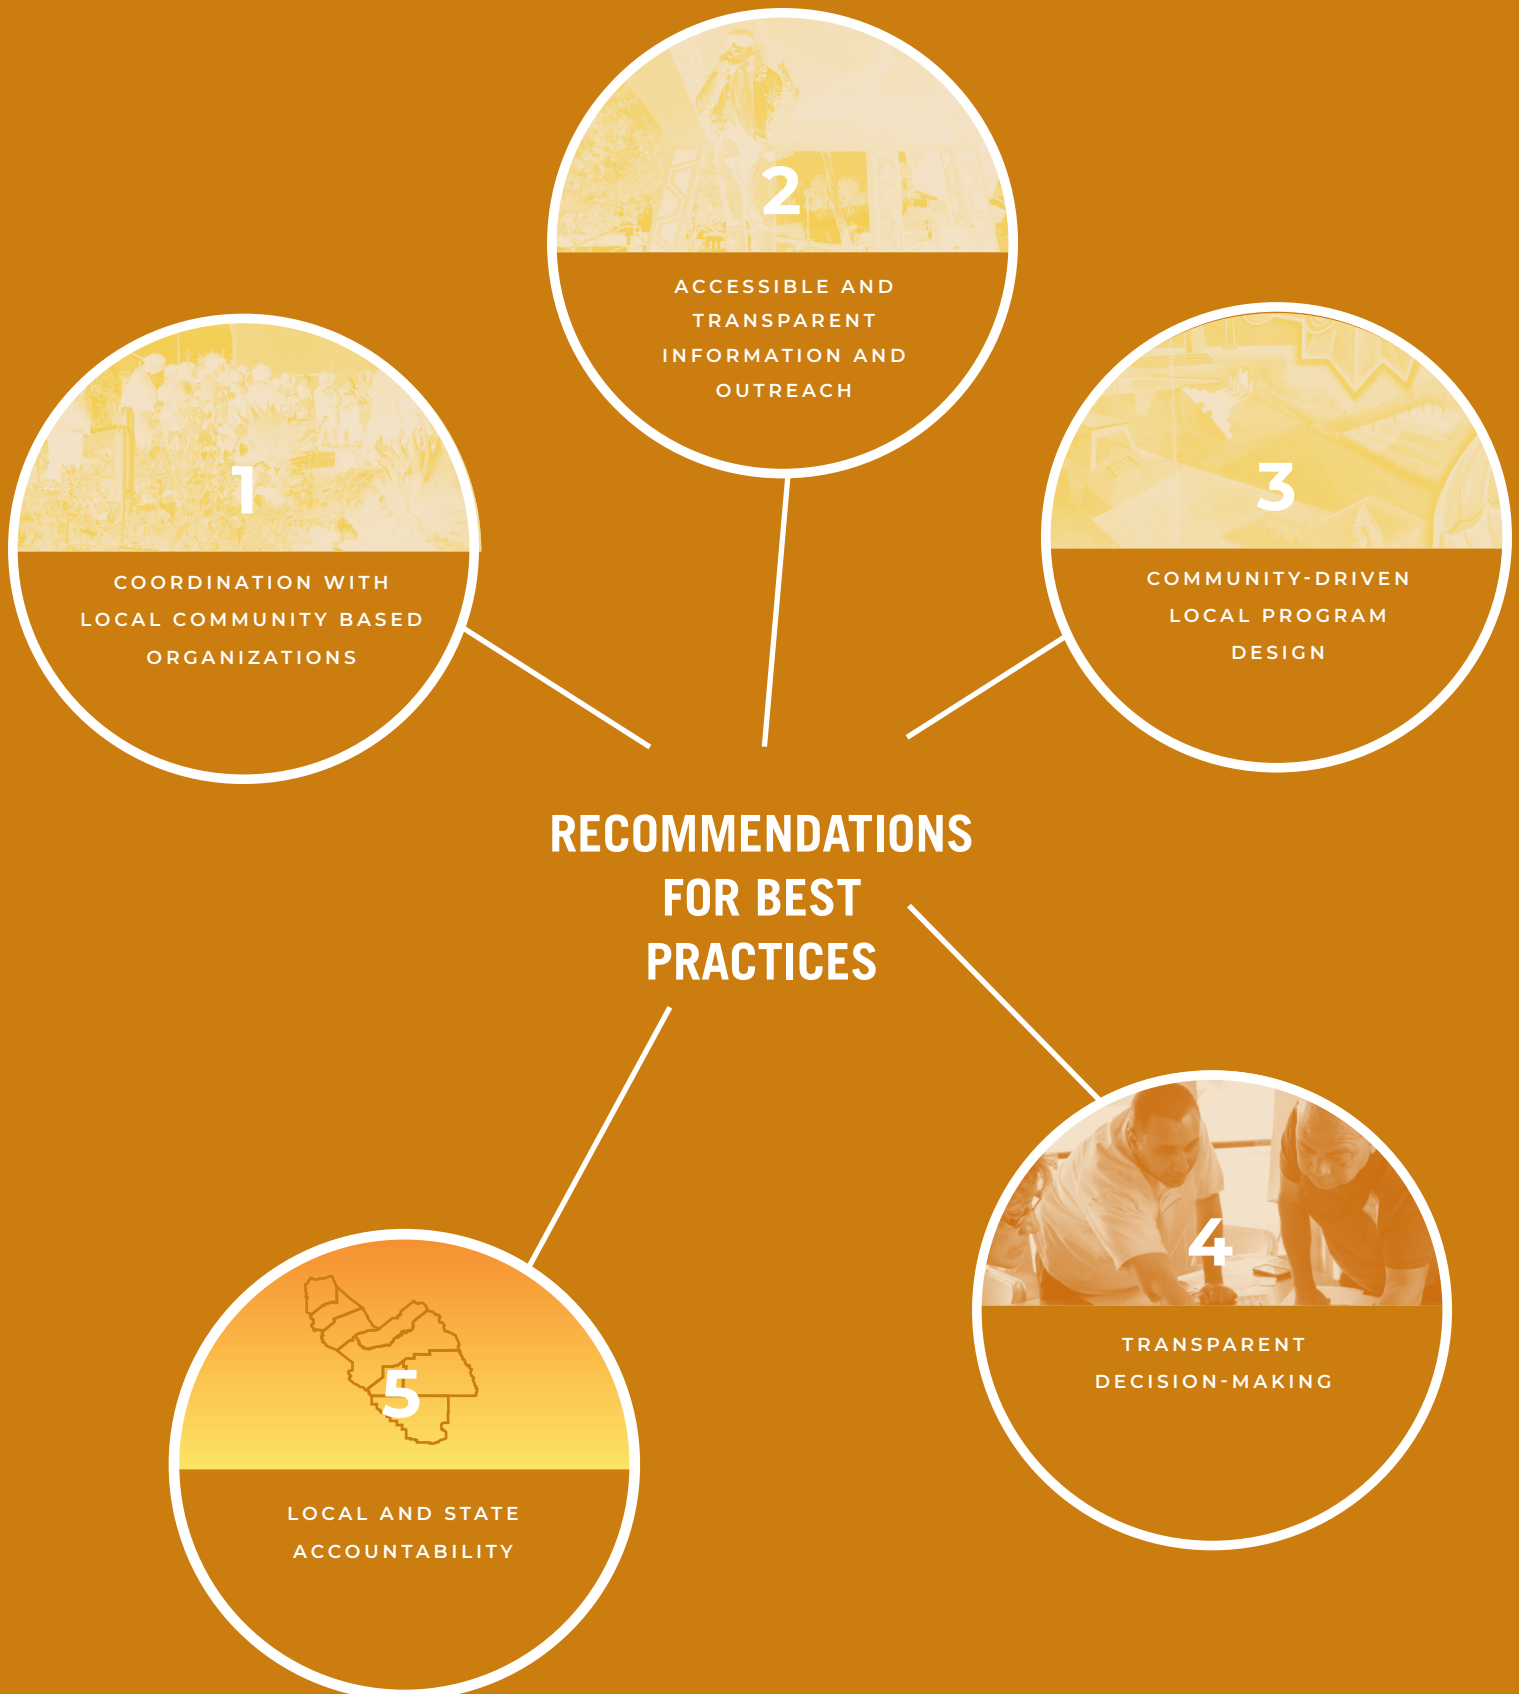 2
ACCESSIBLE AND
TRANSPARENT
INFORMATION AND
OUTREACH
1
COORDINATION WITH
LOCAL COMMUNITY BASED
ORGANIZATIONS
3
COMMUNITY-DRIVEN
LOCAL PROGRAM
DESIGN
RECOMMENDATIONS
FOR BEST
PRACTICES
4
TRANSPARENT
DECISION-MAKING
5
LOCAL AND STATE
ACCOUNTABILITY